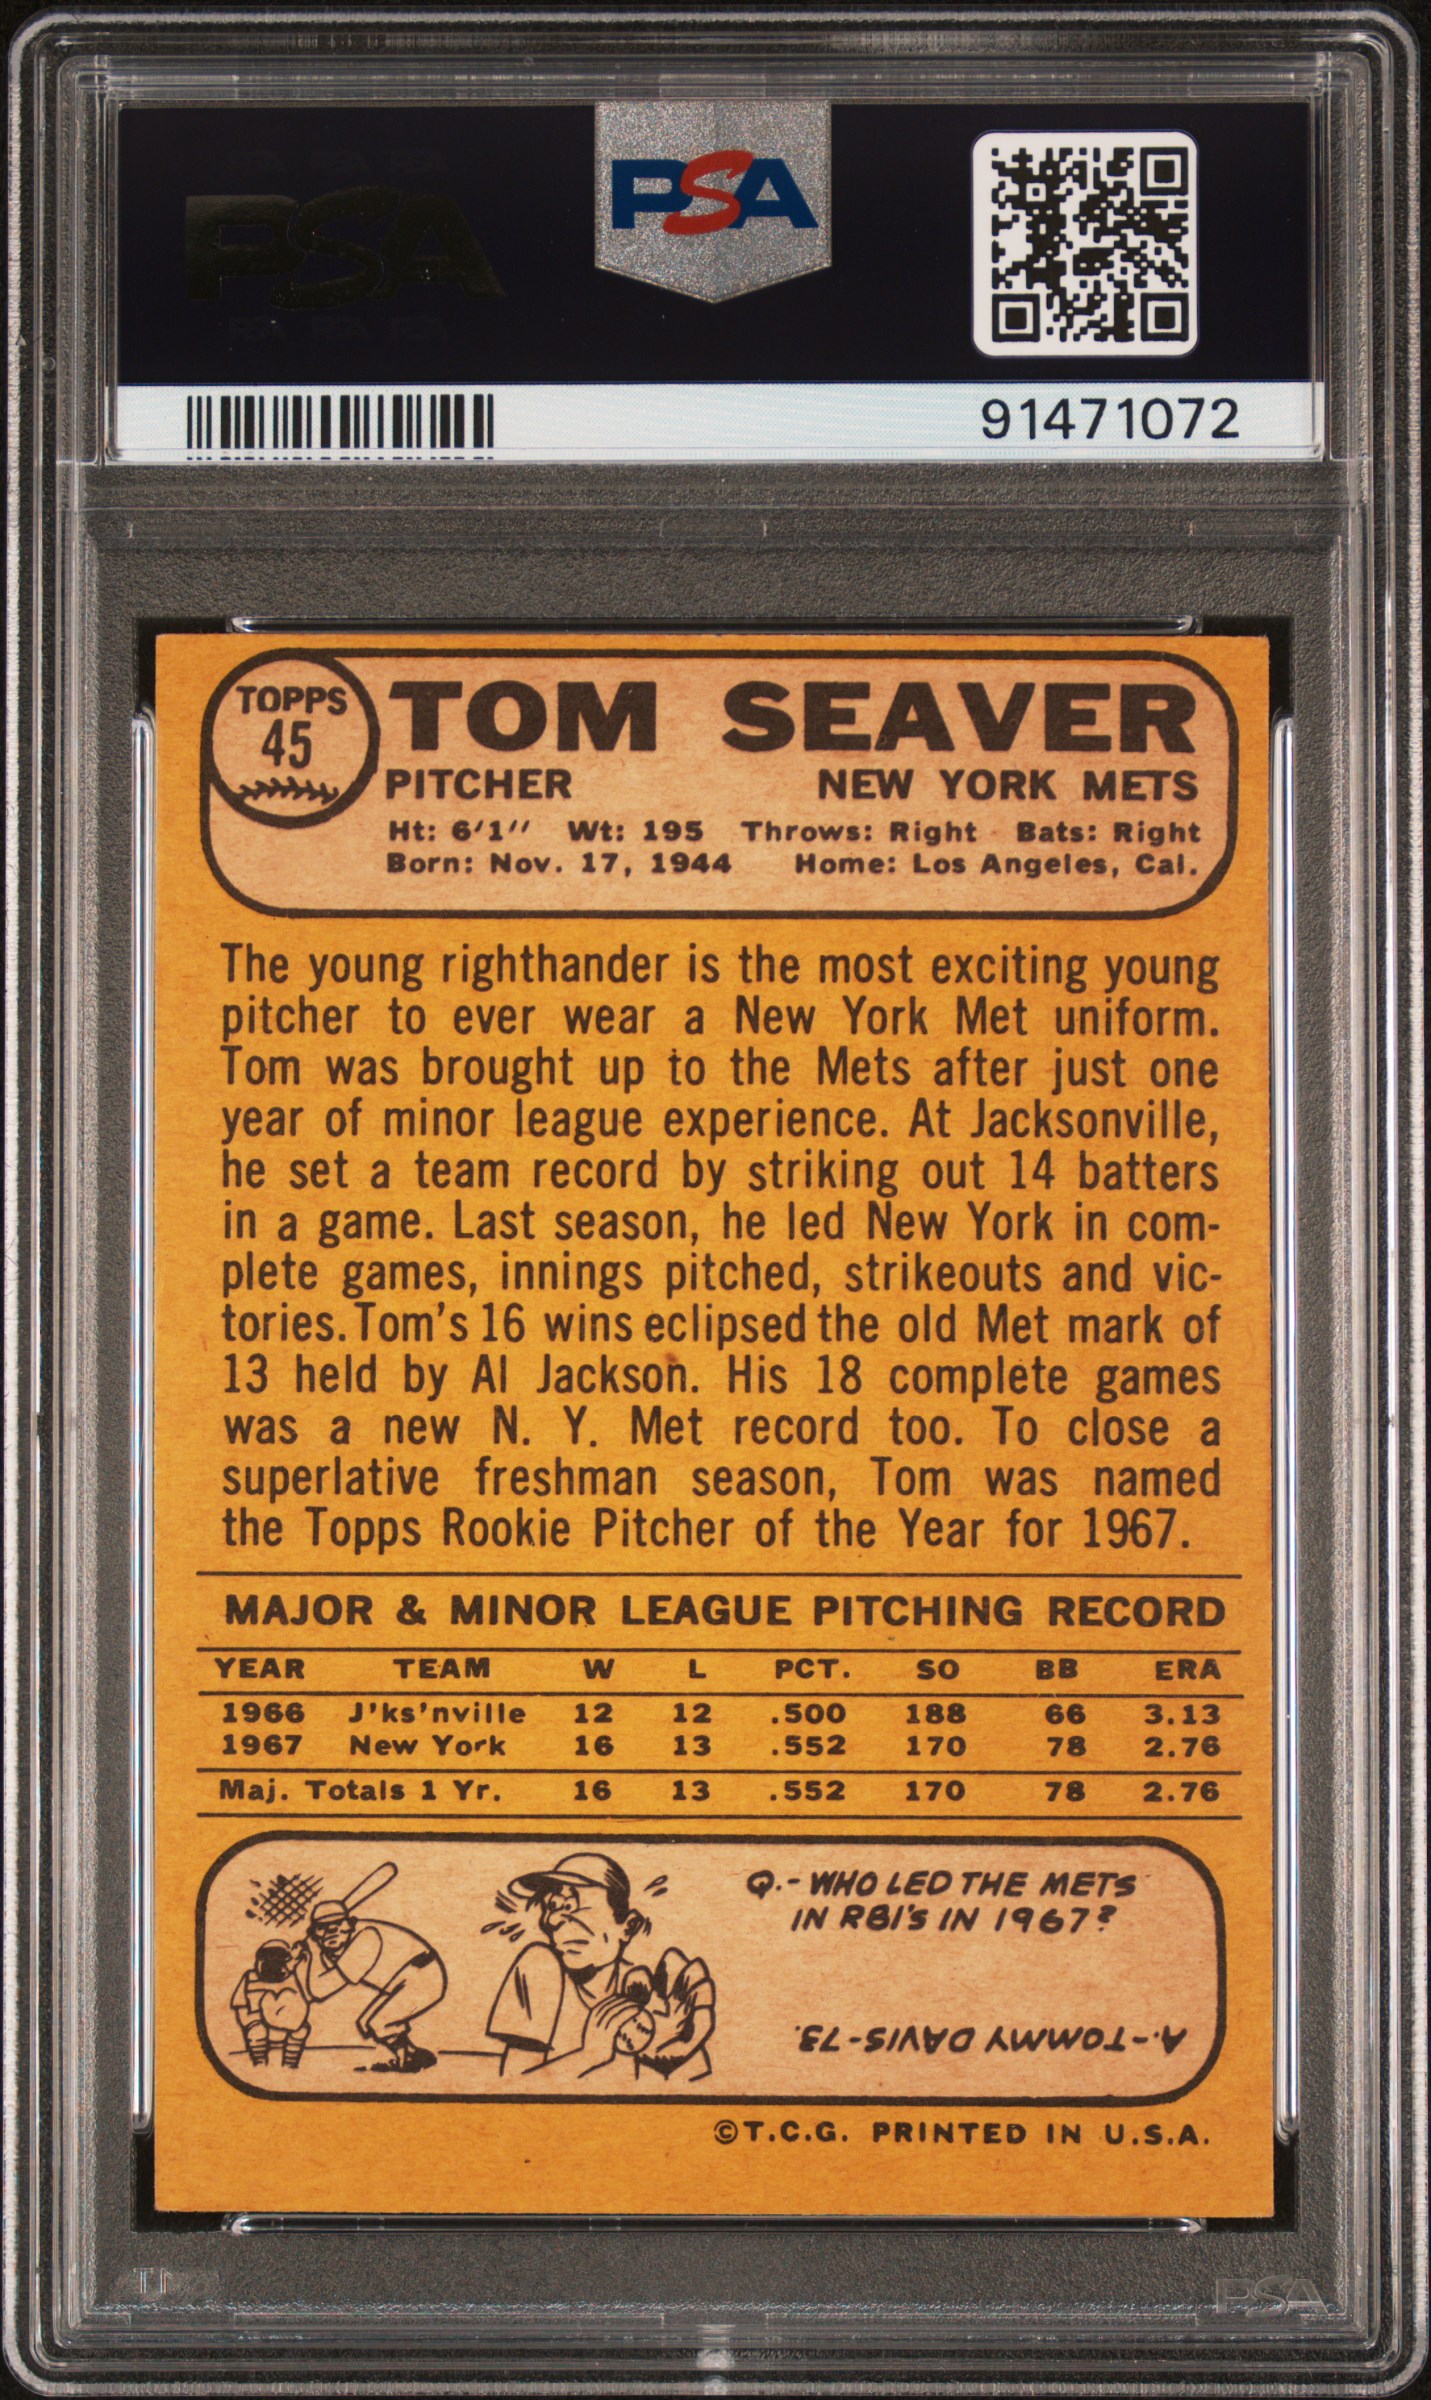 PSA
PSA
91471072
TOPPS
45
TOM SEAVER
PITCHER NEW YORK METS
Ht: 6'1" Wt: 195 Throws: Right Bats: Right
Born: Nov. 17, 1944 Home: Los Angeles, Cal.
The young righthander is the most exciting young
pitcher to ever wear a New York Met uniform.
Tom was brought up to the Mets after just one
year of minor league experience. At Jacksonville,
he set a team record by striking out 14 batters
in a game. Last season, he led New York in com-
plete games, innings pitched, strikeouts and vic-
tories. Tom's 16 wins eclipsed the old Met mark of
13 held by Al Jackson. His 18 complete games
was a new N. Y. Met record too. To close a
superlative freshman season, Tom was named
the Topps Rookie Pitcher of the Year for 1967.
MAJOR & MINOR LEAGUE PITCHING RECORD
YEAR TEAM W L PCT. SO BB ERA
1966 J'ks'nville 12 12 .500 188 66 3.13
1967 New York 16 13 .552 170 78 2.76
Maj. Totals 1 Yr. 16 13 .552 170 78 2.76
Q.- WHO LED THE METS
IN RBI'S IN 1967?
A.- TOMMY DAVIS-73.
©T.C.G. PRINTED IN U.S.A.
PSA